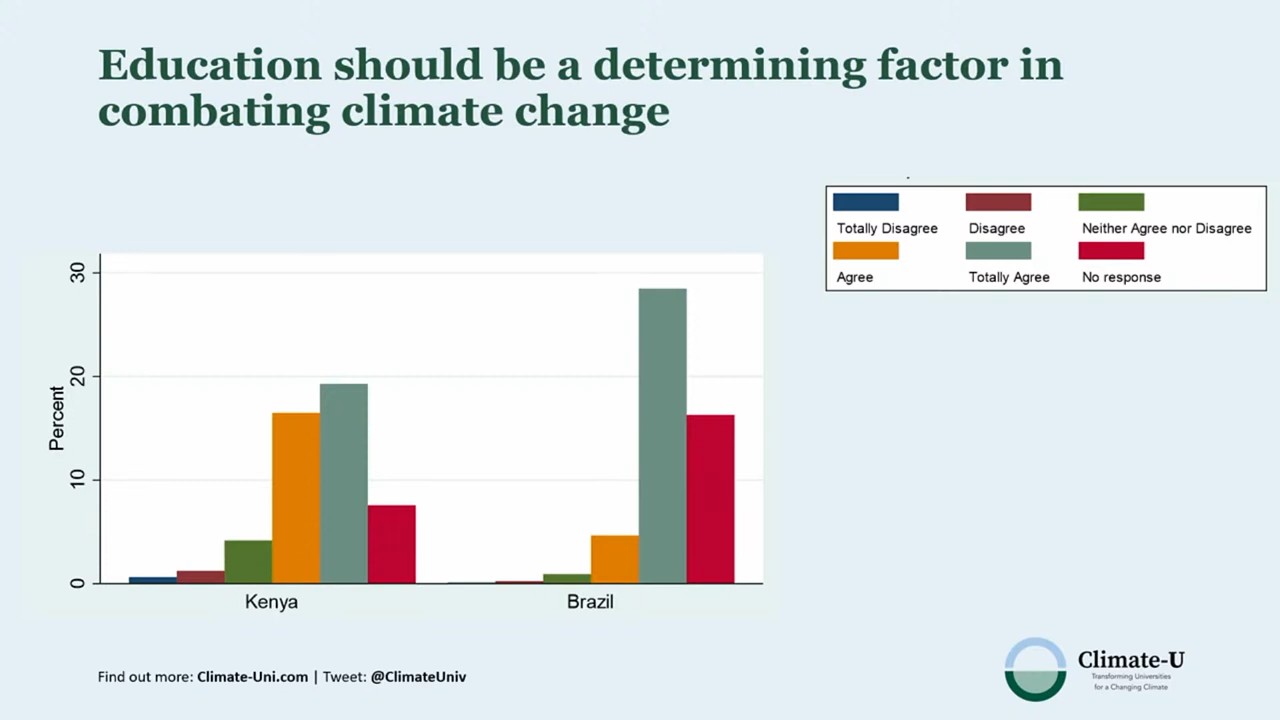 Education should be a determining factor in
combating climate change
Totally Disagree Disagree Neither Agree nor Disagree
Agree Totally Agree No response
Percent
30
20
10
0
Kenya Brazil
Find out more: Climate-Uni.com | Tweet: @ClimateUniv
Climate-U
Transforming Universities
for a Changing Climate